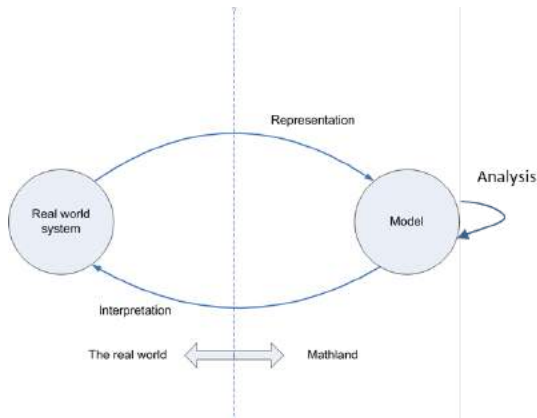 Representation
Analysis
Real world
system
Model
Interpretation
The real world
Mathland